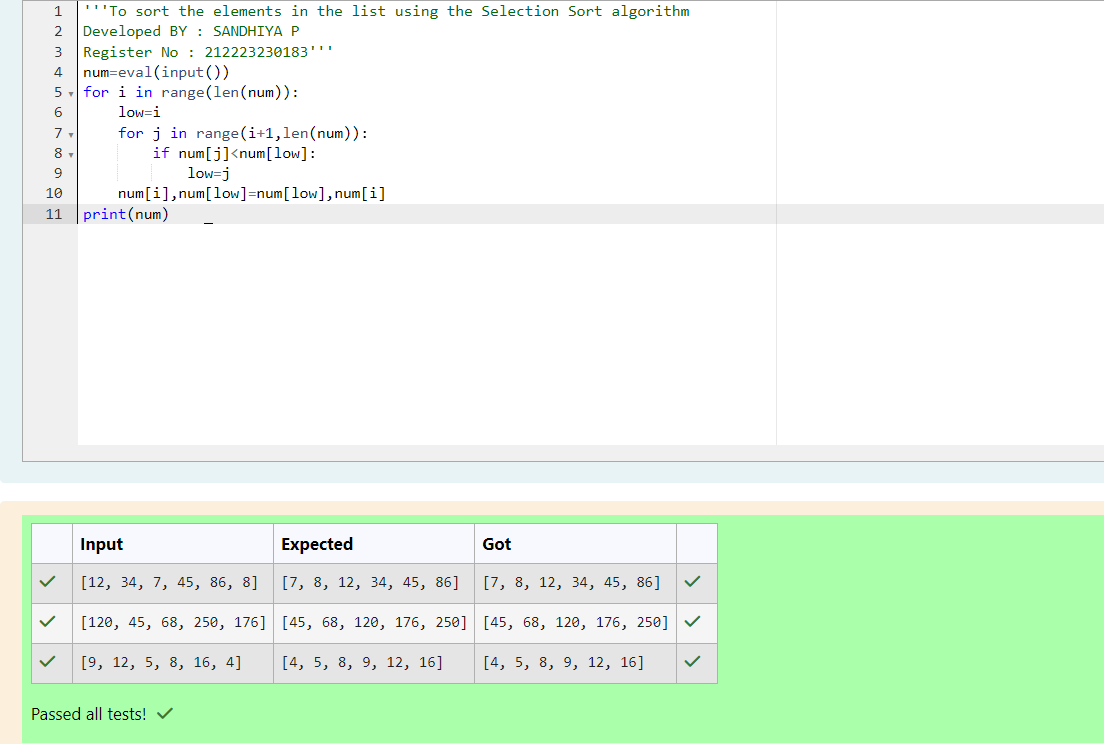 1 '''To sort the elements in the list using the Selection Sort algorithm
2 Developed BY : SANDHIYA P
3 Register No : 212223230183'''
4 num=eval(input())
5 for i in range(len(num)):
6     low=i
7     for j in range(i+1,len(num)):
8         if num[j]<num[low]:
9             low=j
10     num[i],num[low]=num[low],num[i]
11 print(num)
Input Expected Got
[12, 34, 7, 45, 86, 8] [7, 8, 12, 34, 45, 86] [7, 8, 12, 34, 45, 86]
[120, 45, 68, 250, 176] [45, 68, 120, 176, 250] [45, 68, 120, 176, 250]
[9, 12, 5, 8, 16, 4] [4, 5, 8, 9, 12, 16] [4, 5, 8, 9, 12, 16]
Passed all tests!